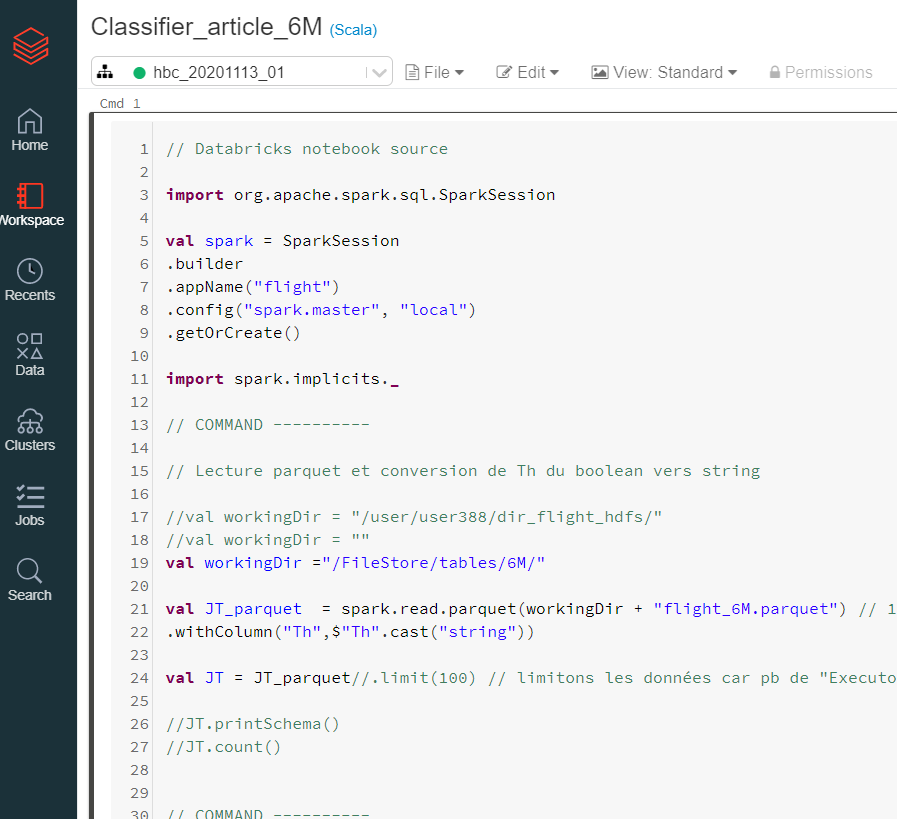 Classifier_article_6M (Scala)
hbc_20201113_01 File Edit View: Standard Permissions
Home
Workspace
Recents
Data
Clusters
Jobs
Search
Cmd 1
1 // Databricks notebook source
2
3 import org.apache.spark.sql.SparkSession
4
5 val spark = SparkSession
6 .builder
7 .appName("flight")
8 .config("spark.master", "local")
9 .getOrCreate()
10
11 import spark.implicits._
12
13 // COMMAND ----------
14
15 // Lecture parquet et conversion de Th du boolean vers string
16
17 //val workingDir = "/user/user388/dir_flight_hdfs/"
18 //val workingDir = ""
19 val workingDir ="/FileStore/tables/6M/"
20
21 val JT_parquet  = spark.read.parquet(workingDir + "flight_6M.parquet") // 1
22 .withColumn("Th",$"Th".cast("string"))
23
24 val JT = JT_parquet//.limit(100) // limitons les données car pb de "Executo
25
26 //JT.printSchema()
27 //JT.count()
28
29
30 // COMMAND ----------